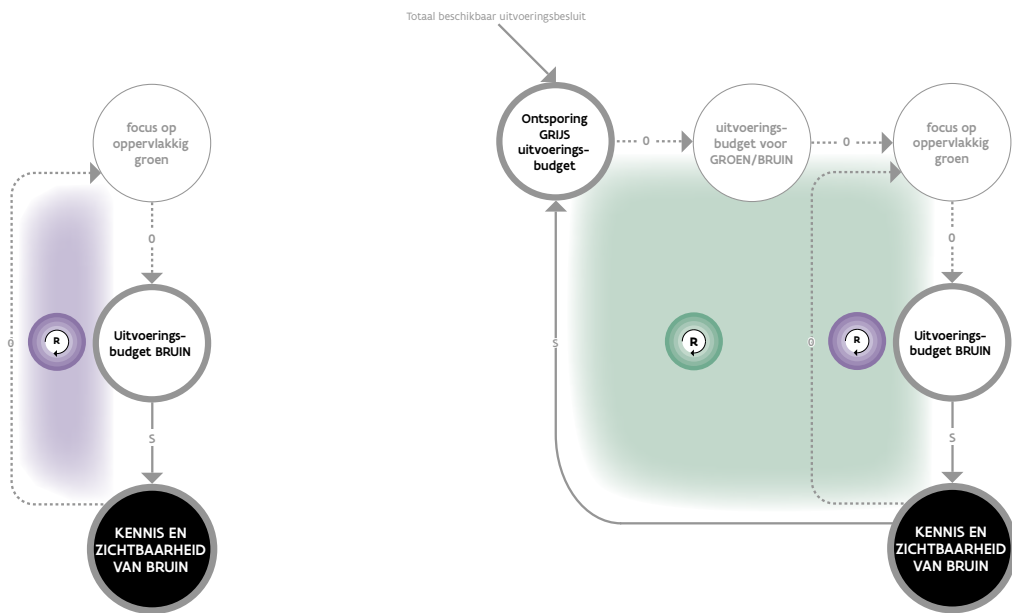 Totaal beschikbaar uitvoeringsbesluit
focus op
oppervlakkig
groen
0
0
Uitvoerings-
budget BRUIN
R
S
KENNIS EN
ZICHTBAARHEID
VAN BRUIN
Ontsporing
GRIJS
uitvoerings-
budget
0
uitvoerings-
budget voor
GROEN/BRUIN
0
focus op
oppervlakkig
groen
0
S
R
0
R
Uitvoerings-
budget BRUIN
S
KENNIS EN
ZICHTBAARHEID
VAN BRUIN